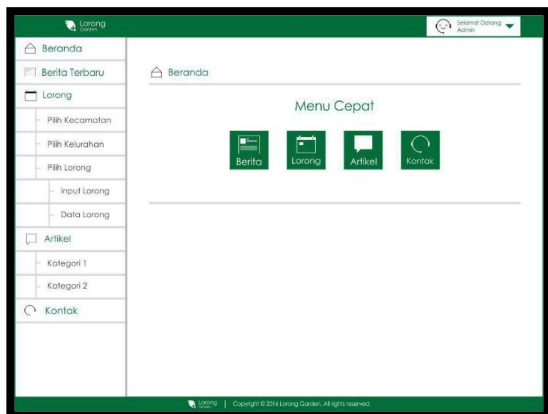 Lorong
Garden
Selamat Datang
Admin
Beranda
Berita Terbaru
Lorong
Pilih Kecamatan
Pilih Kelurahan
Pilih Lorong
Input Lorong
Data Lorong
Artikel
Kategori 1
Kategori 2
Kontak
Beranda
Menu Cepat
Berita
Lorong
Artikel
Kontak
Lorong
Garden
Copyright © 2016 Lorong Garden. All rights reserved.